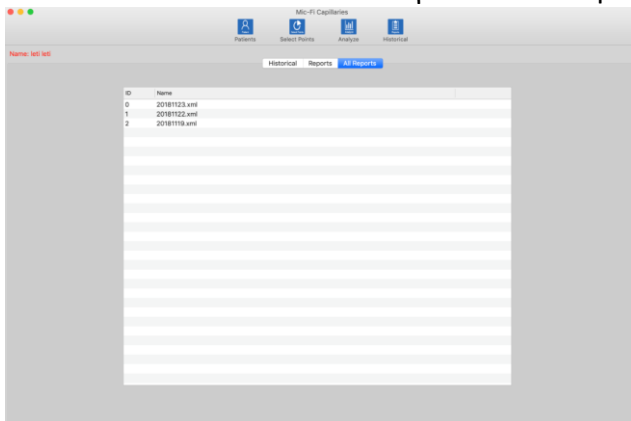 Mic-Fi Capillaries
Patients Select Points Analyze Historical
Name: leti leti
Historical Reports All Reports
ID Name
0 20181123.xml
1 20181122.xml
2 20181119.xml